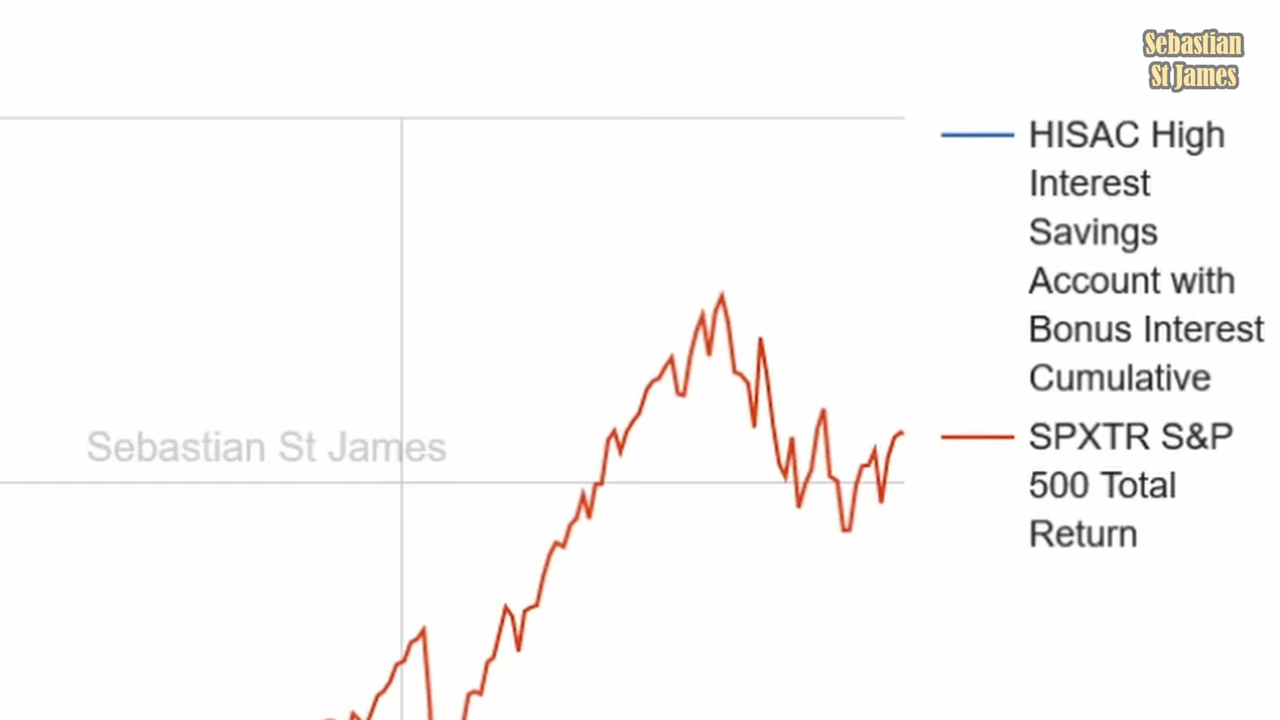 Sebastian
St James
HISAC High
Interest
Savings
Account with
Bonus Interest
Cumulative
Sebastian St James
SPXTR S&P
500 Total
Return